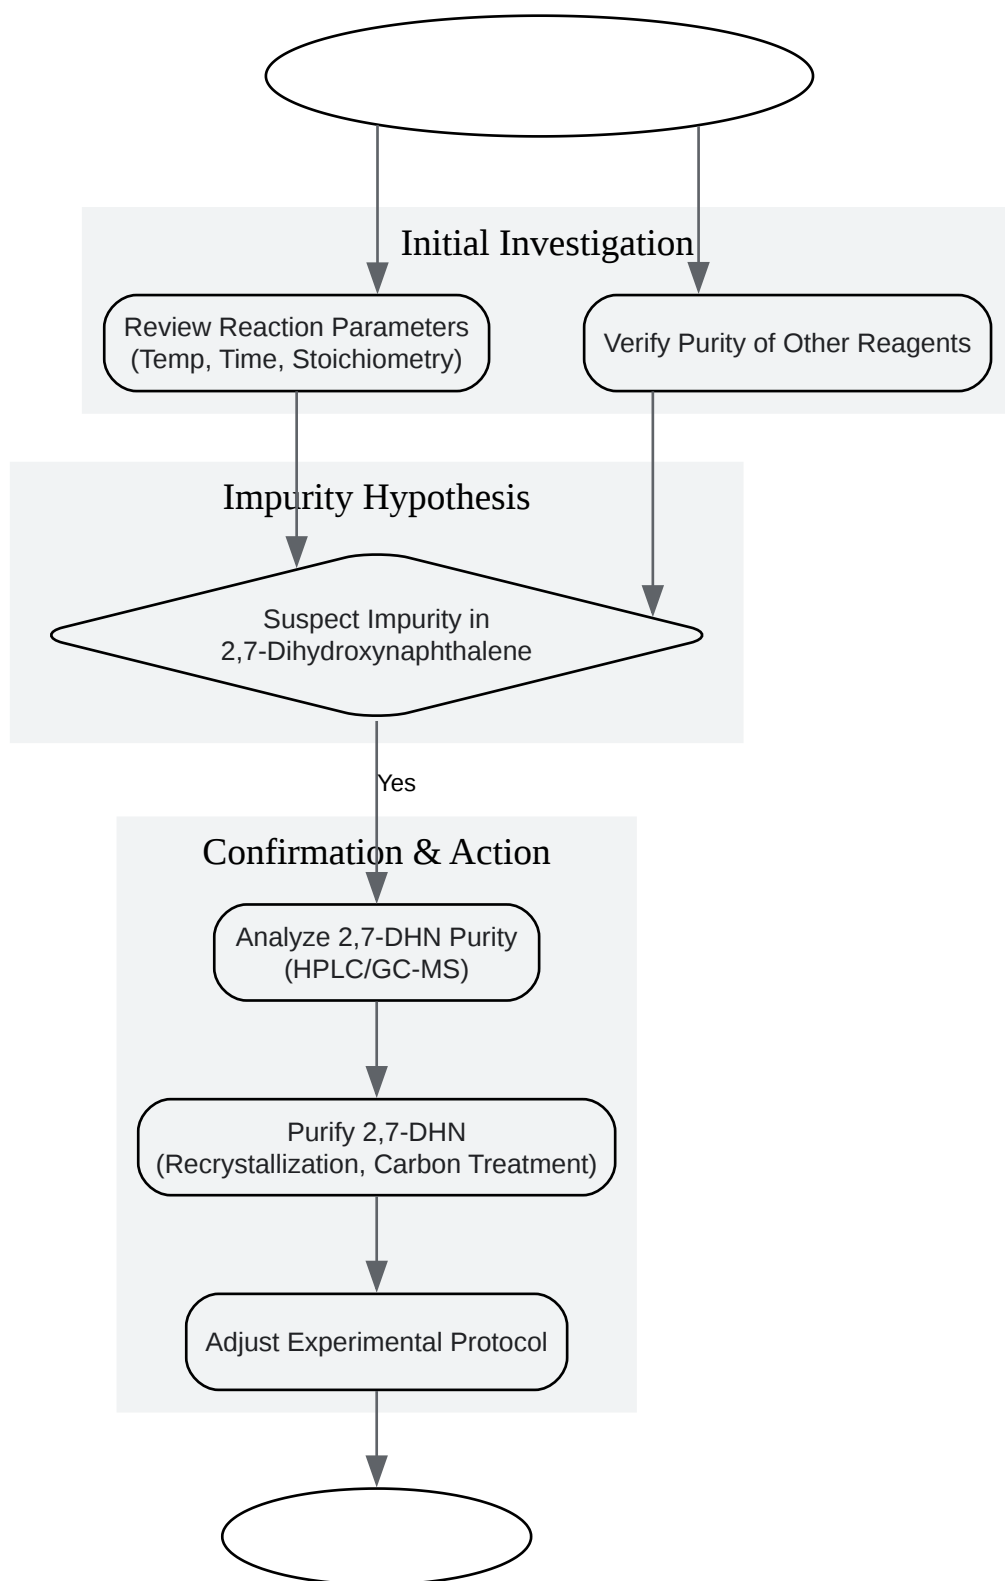 Initial Investigation
Review Reaction Parameters
(Temp, Time, Stoichiometry)
Verify Purity of Other Reagents
Impurity Hypothesis
Suspect Impurity in
2,7-Dihydroxynaphthalene
Yes
Confirmation & Action
Analyze 2,7-DHN Purity
(HPLC/GC-MS)
Purify 2,7-DHN
(Recrystallization, Carbon Treatment)
Adjust Experimental Protocol